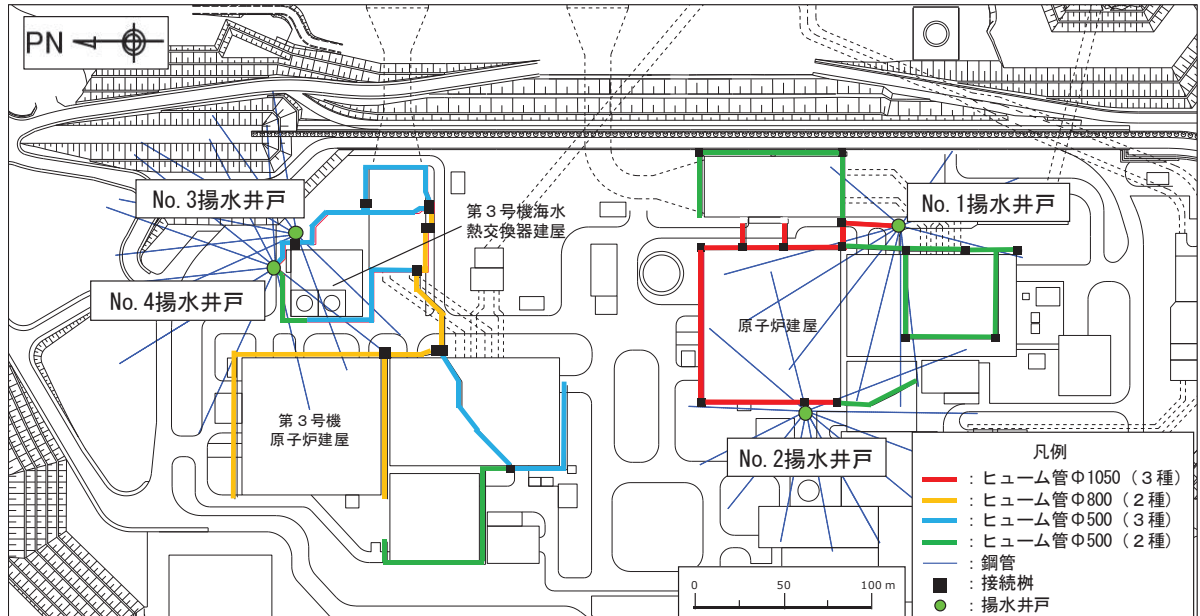 PN
No.3揚水井戸
第３号機海水
熱交換器建屋
No.1揚水井戸
No.4揚水井戸
原子炉建屋
第３号機
原子炉建屋
No.2揚水井戸
凡例
：ヒューム管Φ1050（３種）
：ヒューム管Φ800（２種）
：ヒューム管Φ500（３種）
：ヒューム管Φ500（２種）
：鋼管
：接続桝
：揚水井戸
0 50 100 m